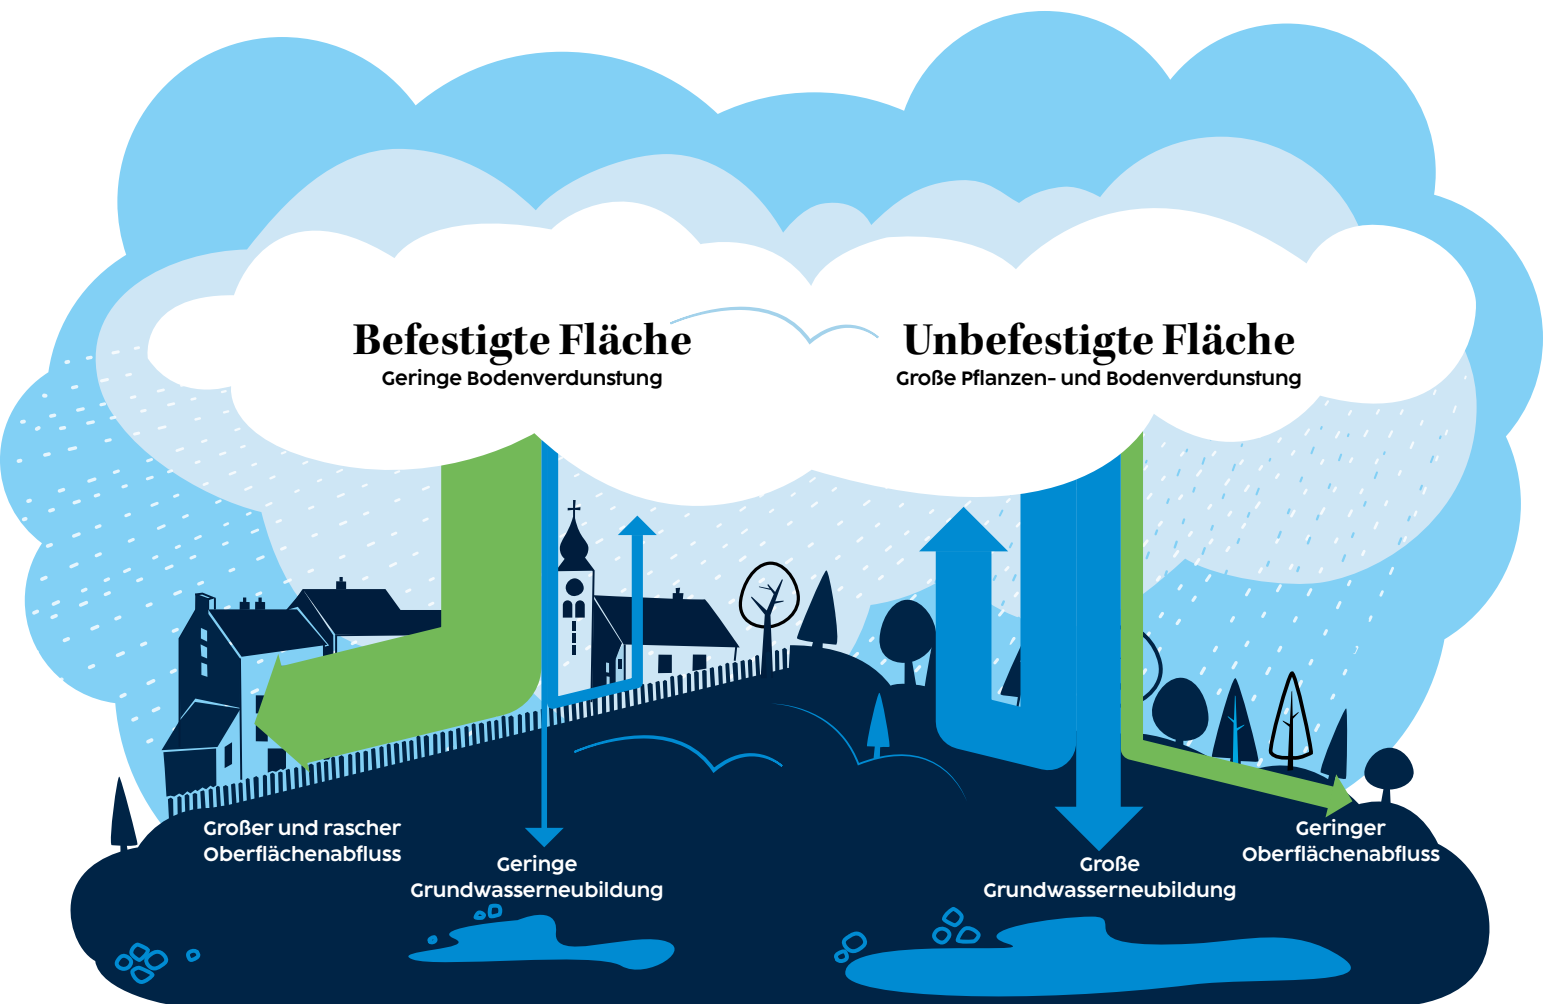 Befestigte Fläche
Geringe Bodenverdunstung
Unbefestigte Fläche
Große Pflanzen- und Bodenverdunstung
Großer und rascher
Oberflächenabfluss
Geringe
Grundwasserneubildung
Große
Grundwasserneubildung
Geringer
Oberflächenabfluss